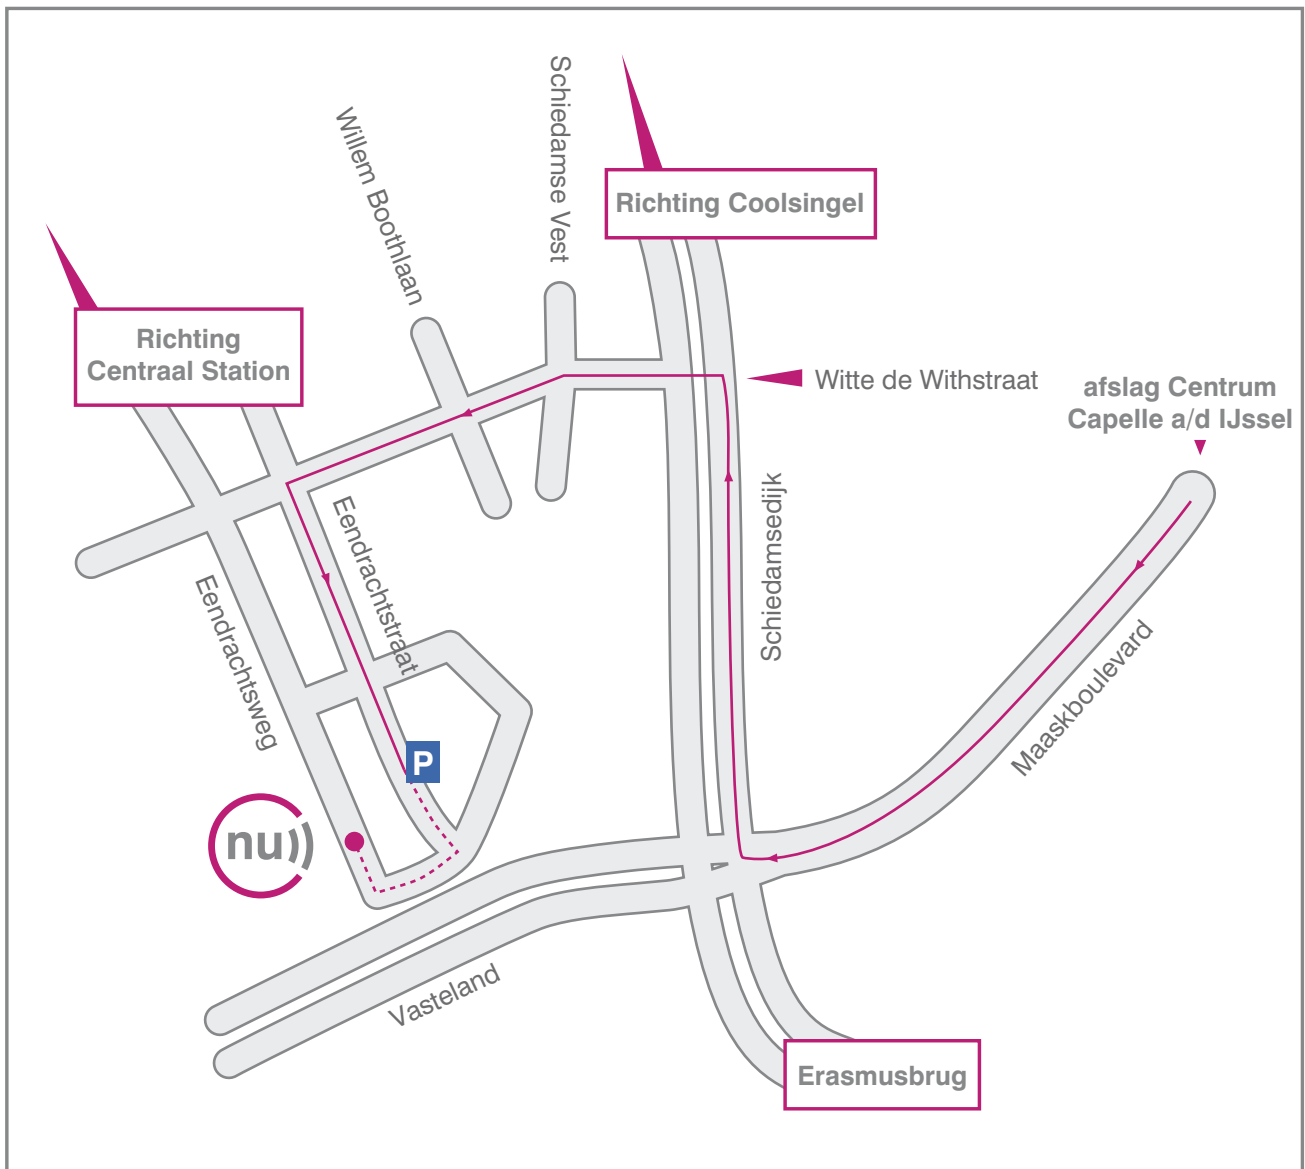 Schiedamse Vest
Willem Boothlaan
Richting Coolsingel
Richting
Centraal Station
Witte de Withstraat
afslag Centrum
Capelle a/d IJssel
Eendrachtstraat
Schiedamsedijk
Eendrachtsweg
Maaskboulevard
P
nu
Vasteland
Erasmusbrug